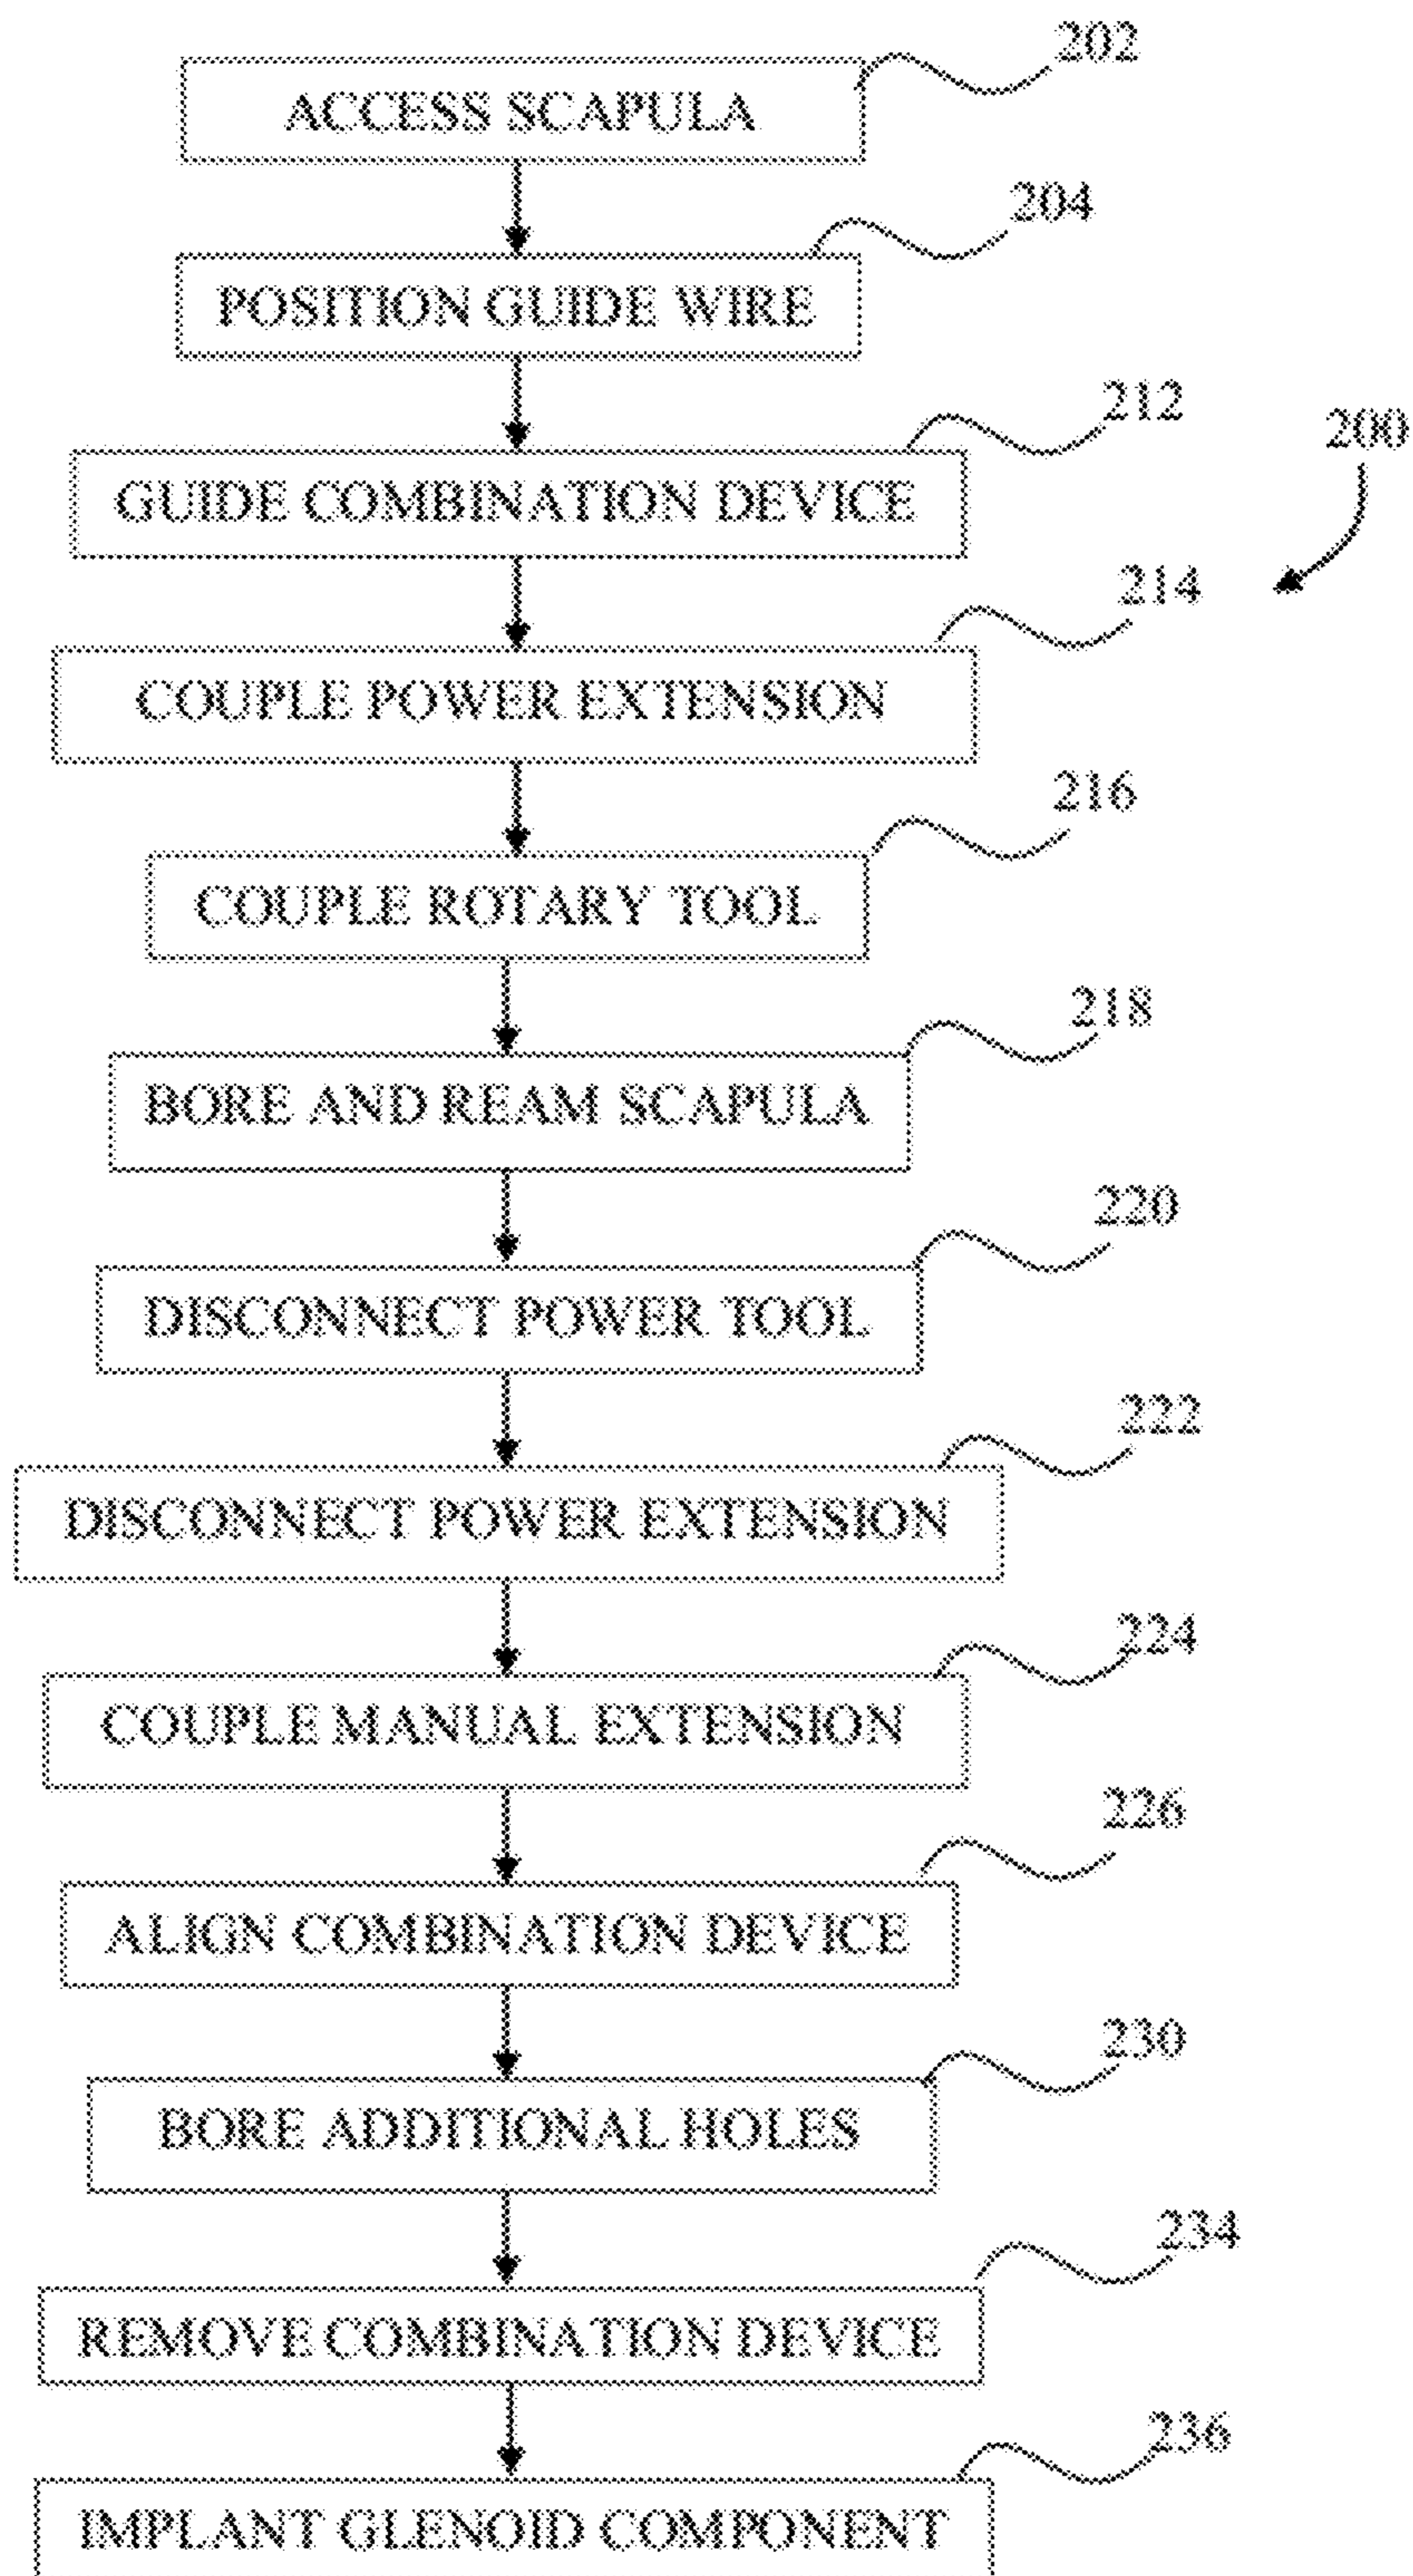 202
ACCESS SCAPULA
204
POSITION GUIDE WIRE
212
200
GUIDE COMBINATION DEVICE
214
COUPLE POWER EXTENSION
216
COUPLE ROTARY TOOL
218
BORE AND REAM SCAPULA
220
DISCONNECT POWER TOOL
222
DISCONNECT POWER EXTENSION
224
COUPLE MANUAL EXTENSION
226
ALIGN COMBINATION DEVICE
230
BORE ADDITIONAL HOLES
234
REMOVE COMBINATION DEVICE
236
IMPLANT GLENOID COMPONENT